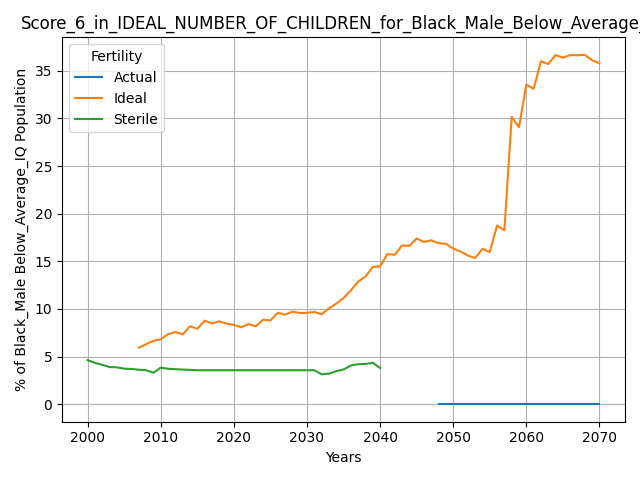 Score_6_in_IDEAL_NUMBER_OF_CHILDREN_for_Black_Male_Below_Average_
Fertility
Actual
Ideal
Sterile
% of Black_Male Below_Average_IQ Population
35
30
25
20
15
10
5
0
2000 2010 2020 2030 2040 2050 2060 2070
Years